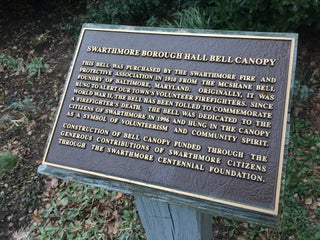 SWARTHMORE BOROUGH HALL BELL CANOPY
THIS BELL WAS PURCHASED BY THE SWARTHMORE FIRE AND
PROTECTIVE ASSOCIATION IN 1910 FROM THE MCSHANE BELL
FOUNDRY OF BALTIMORE, MARYLAND. ORIGINALLY, IT WAS
RUNG TO ALERT OUR TOWN'S VOLUNTEER FIREFIGHTERS. SINCE
WORLD WAR II, THE BELL HAS BEEN TOLLED TO COMMEMORATE
A FIREFIGHTER'S DEATH. THE BELL WAS DEDICATED TO THE
CITIZENS OF SWARTHMORE IN 1996 AND HUNG IN THE CANOPY
AS A SYMBOL OF VOLUNTEERISM AND COMMUNITY SPIRIT.
CONSTRUCTION OF BELL CANOPY FUNDED THROUGH THE
GENEROUS CONTRIBUTIONS OF SWARTHMORE CITIZENS
THROUGH THE SWARTHMORE CENTENNIAL FOUNDATION.